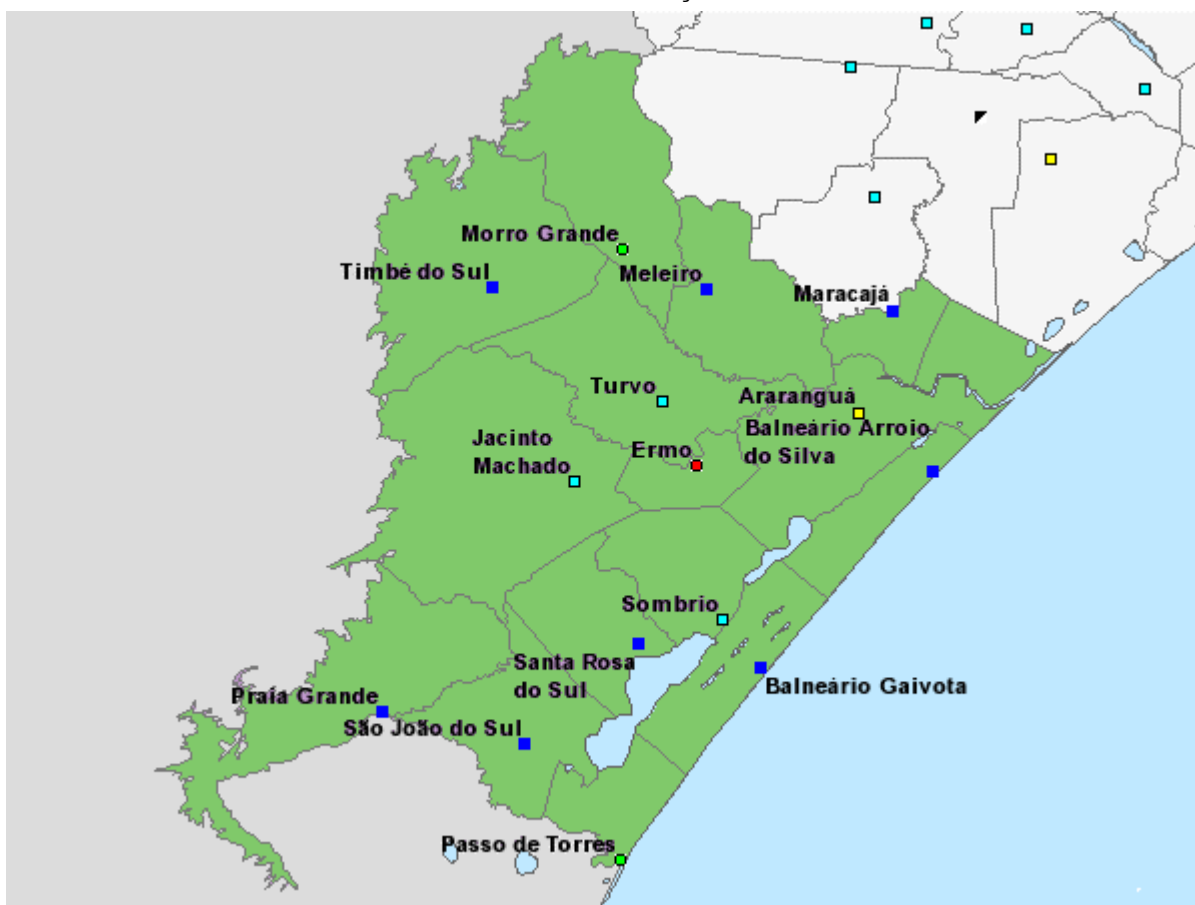 Morro Grande
Timbé do Sul
Meleiro
Maracajá
Turvo
Araranguá
Balneário Arroio
do Silva
Jacinto
Machado
Ermo
Sombrio
Santa Rosa
do Sul
Balneário Gaivota
Praia Grande
São João do Sul
Passo de Torres